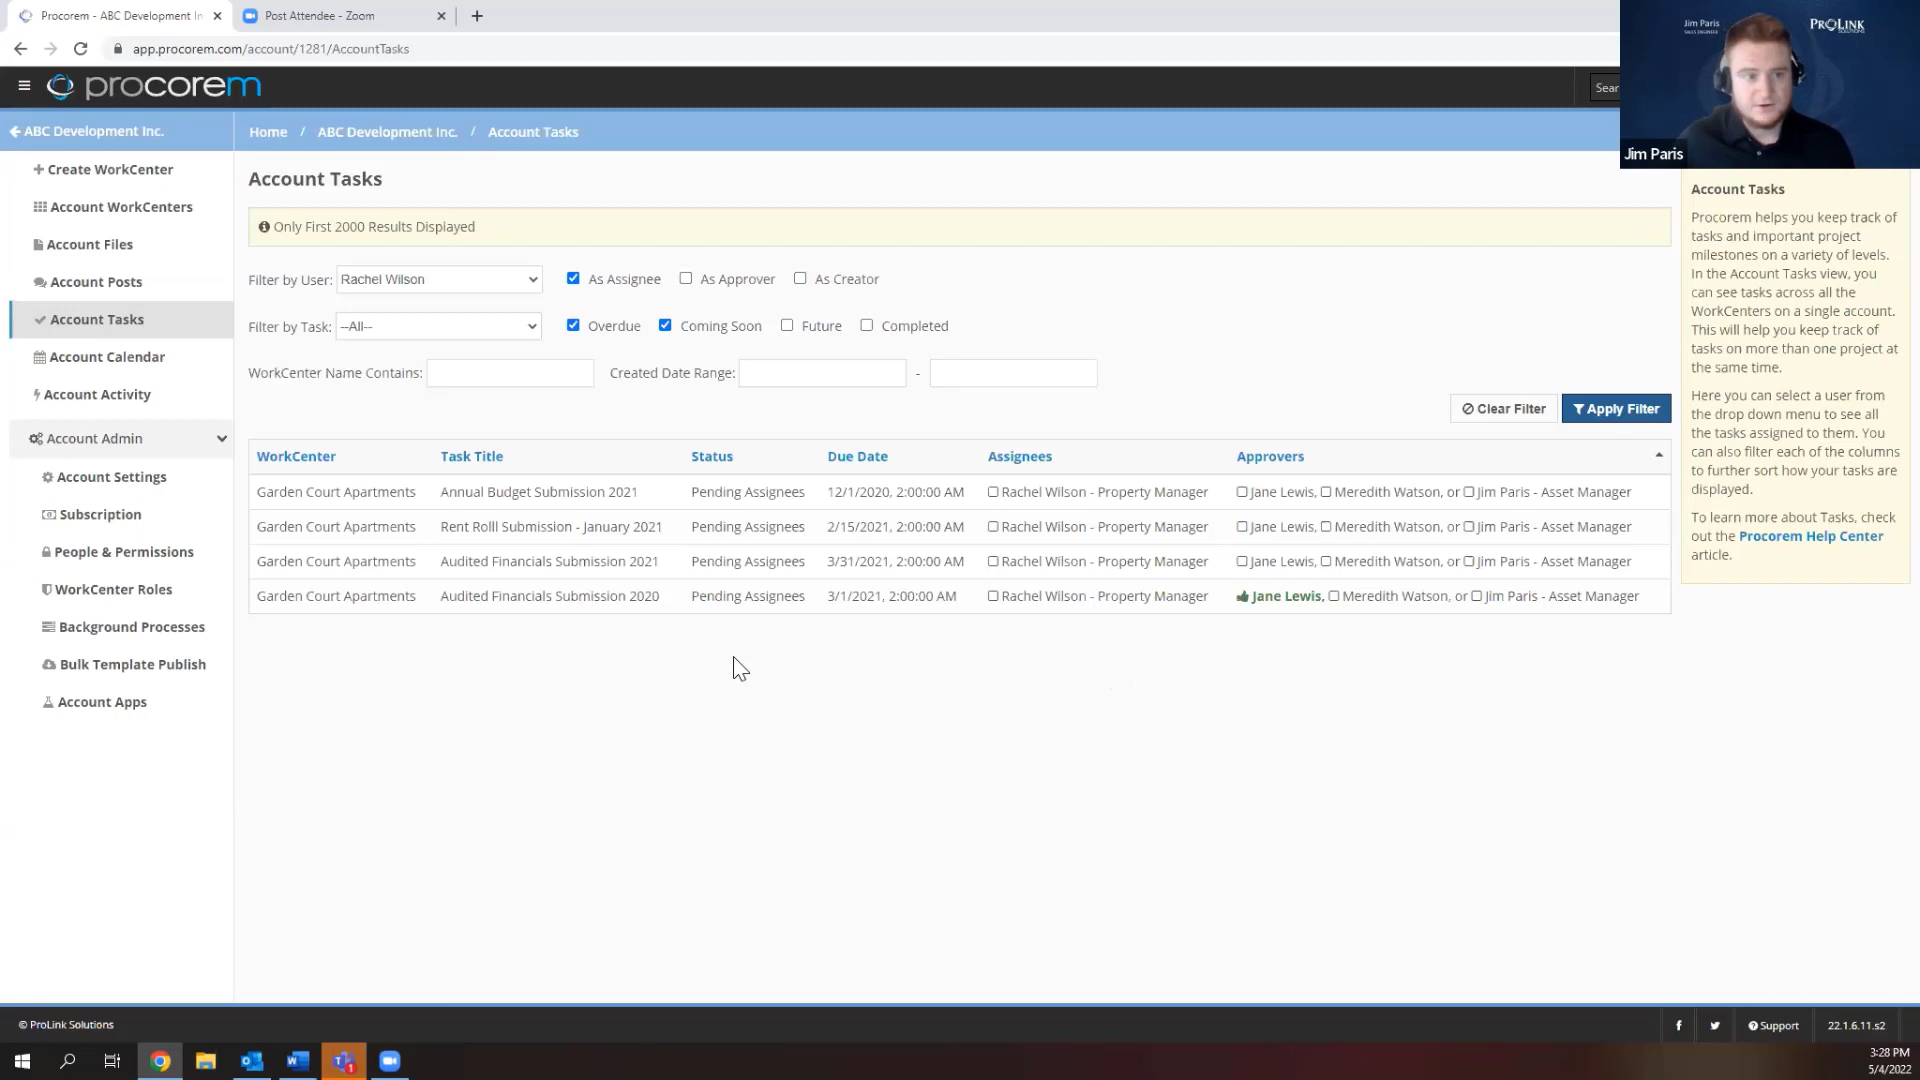 Procorem - ABC Development In
Post Attendee - Zoom
app.procorem.com/account/1281/AccountTasks
procorem
Sear
Jim Paris
PROLINK
SOLUTIONS
Jim Paris
ABC Development Inc.
Home / ABC Development Inc. / Account Tasks
Create WorkCenter
Account WorkCenters
Account Files
Account Posts
Account Tasks
Account Calendar
Account Activity
Account Admin
Account Settings
Subscription
People & Permissions
WorkCenter Roles
Background Processes
Bulk Template Publish
Account Apps
Account Tasks
Only First 2000 Results Displayed
Filter by User: Rachel Wilson As Assignee As Approver As Creator
Filter by Task: --All-- Overdue Coming Soon Future Completed
WorkCenter Name Contains: Created Date Range: -
Clear Filter Apply Filter
WorkCenter Task Title Status Due Date Assignees Approvers
Garden Court Apartments Annual Budget Submission 2021 Pending Assignees 12/1/2020, 2:00:00 AM Rachel Wilson - Property Manager Jane Lewis, Meredith Watson, or Jim Paris - Asset Manager
Garden Court Apartments Rent Rolll Submission - January 2021 Pending Assignees 2/15/2021, 2:00:00 AM Rachel Wilson - Property Manager Jane Lewis, Meredith Watson, or Jim Paris - Asset Manager
Garden Court Apartments Audited Financials Submission 2021 Pending Assignees 3/31/2021, 2:00:00 AM Rachel Wilson - Property Manager Jane Lewis, Meredith Watson, or Jim Paris - Asset Manager
Garden Court Apartments Audited Financials Submission 2020 Pending Assignees 3/1/2021, 2:00:00 AM Rachel Wilson - Property Manager Jane Lewis, Meredith Watson, or Jim Paris - Asset Manager
Account Tasks
Procorem helps you keep track of
tasks and important project
milestones on a variety of levels.
In the Account Tasks view, you
can see tasks across all the
WorkCenters on a single account.
This will help you keep track of
tasks on more than one project at
the same time.
Here you can select a user from
the drop down menu to see all
the tasks assigned to them. You
can also filter each of the columns
to further sort how your tasks are
displayed.
To learn more about Tasks, check
out the Procorem Help Center
article.
© ProLink Solutions
Support
22.1.6.11.s2
3:28 PM
5/4/2022